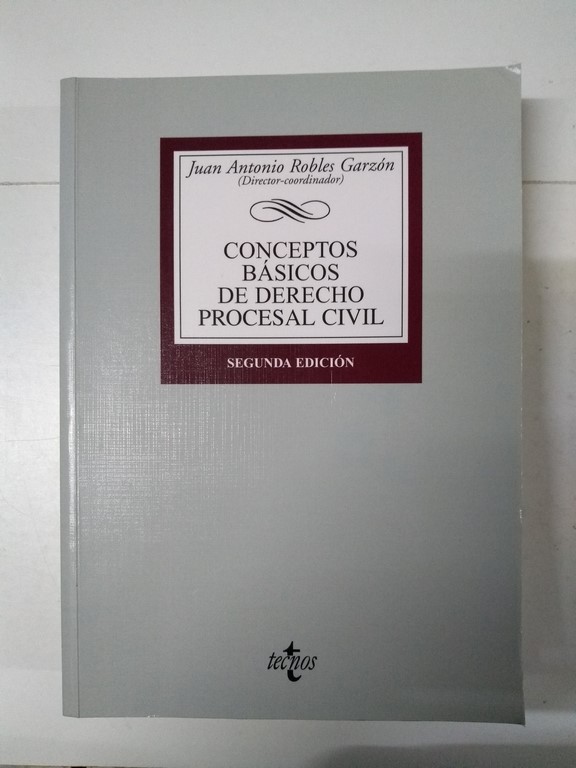 Juan Antonio Robles Garzón
(Director-coordinador)
CONCEPTOS
BÁSICOS
DE DERECHO
PROCESAL CIVIL
SEGUNDA EDICIÓN
tecnos